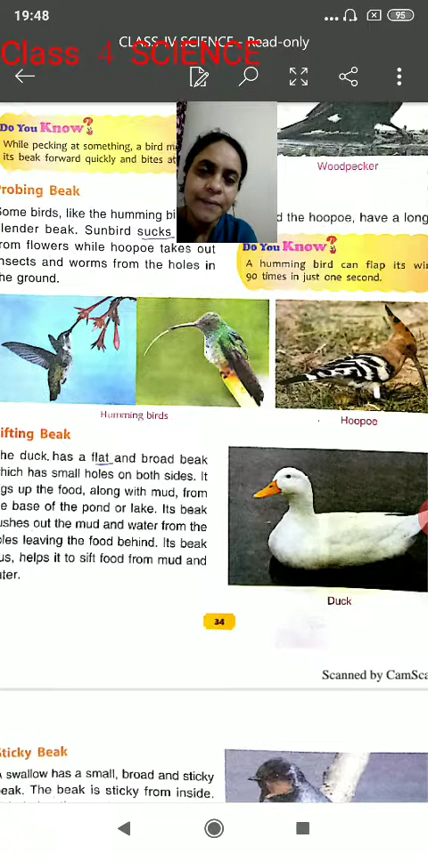 19:48
95
CLASS-IV SCIENCE - Read-only
Class 4 SCIENCE
Do You Know?
While pecking at something, a bird
its beak forward quickly and bites
Woodpecker
robing Beak
ome birds, like the humming
d the hoopoe, have a long
lender beak. Sunbird sucks
rom flowers while hoopoe takes out
nsects and worms from the holes in
he ground.
Do You Know?
A humming bird can flap its
90 times in just one second.
Humming birds
Hoopoe
ifting Beak
he duck has a flat and broad beak
hich has small holes on both sides. It
gs up the food, along with mud, from
e base of the pond or lake. Its beak
ushes out the mud and water from the
oles leaving the food behind. Its beak
us, helps it to sift food from mud and
ater.
Duck
34
Scanned by CamSca
ticky Beak
A swallow has a small, broad and sticky
eak. The beak is sticky from inside.